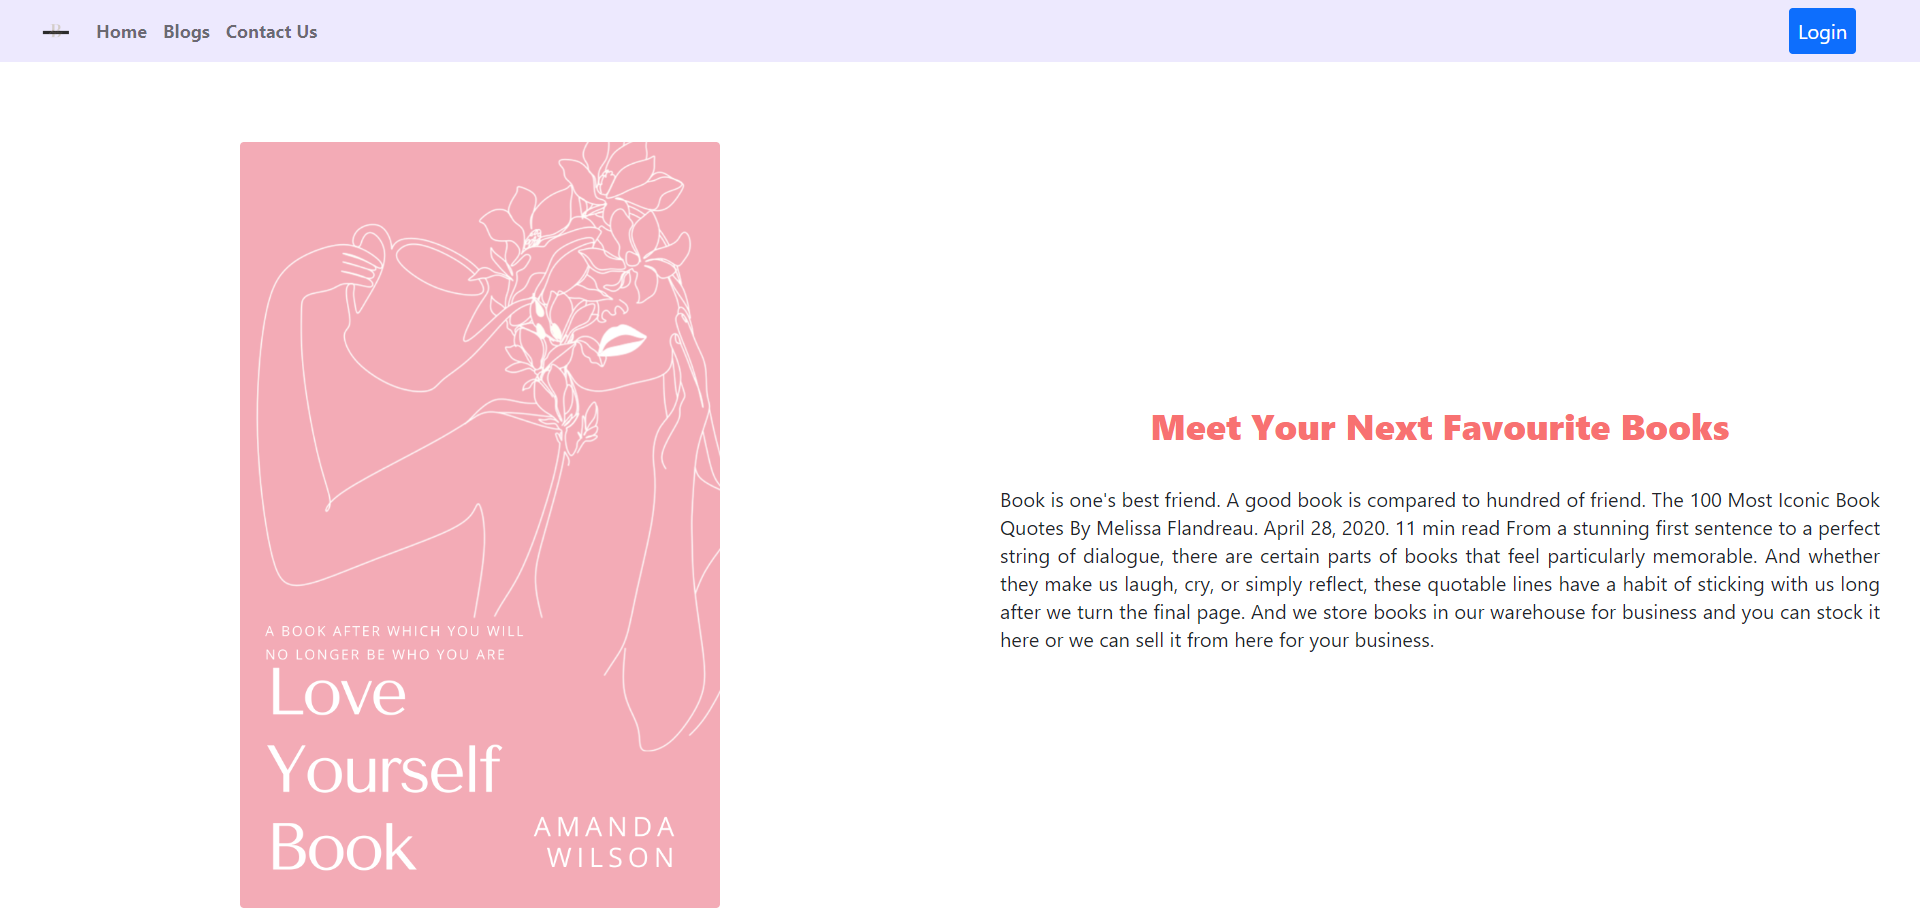 Home Blogs Contact Us Login
A BOOK AFTER WHICH YOU WILL
NO LONGER BE WHO YOU ARE
Love
Yourself
Book
AMANDA
WILSON
Meet Your Next Favourite Books
Book is one's best friend. A good book is compared to hundred of friend. The 100 Most Iconic Book
Quotes By Melissa Flandreau. April 28, 2020. 11 min read From a stunning first sentence to a perfect
string of dialogue, there are certain parts of books that feel particularly memorable. And whether
they make us laugh, cry, or simply reflect, these quotable lines have a habit of sticking with us long
after we turn the final page. And we store books in our warehouse for business and you can stock it
here or we can sell it from here for your business.